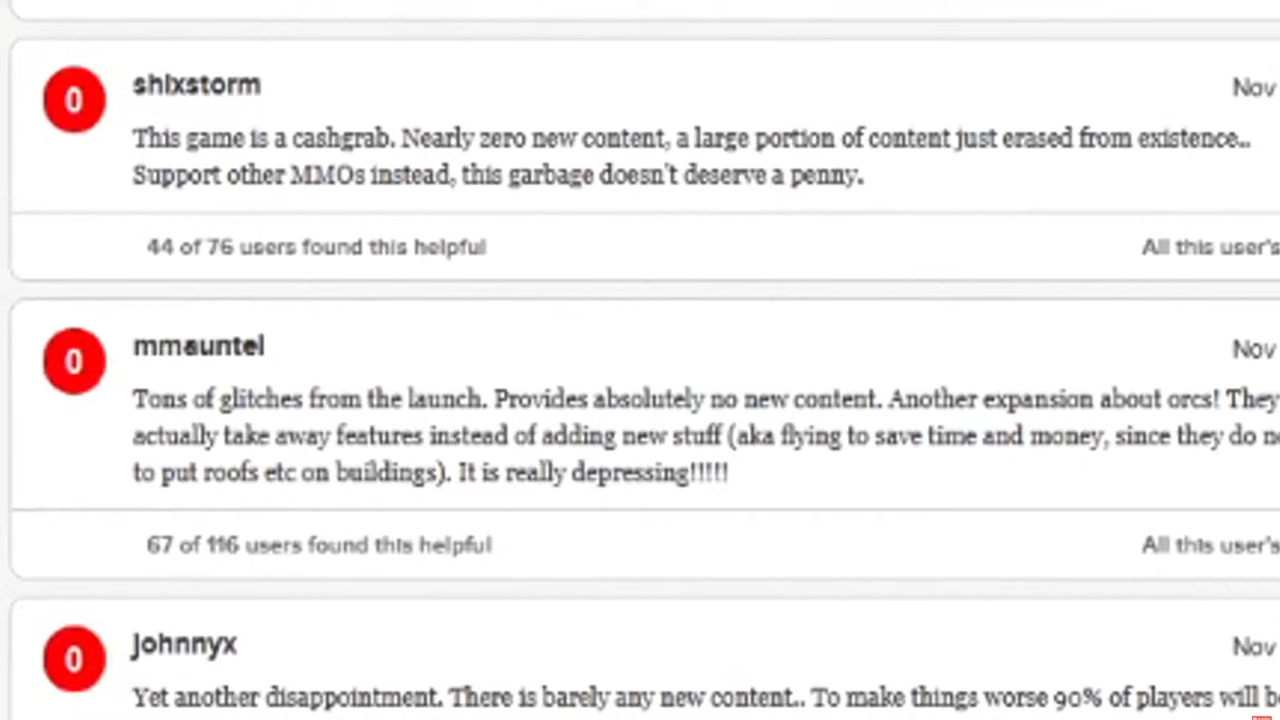 0 shixstorm Nov
This game is a cashgrab. Nearly zero new content, a large portion of content just erased from existence..
Support other MMOs instead, this garbage doesn't deserve a penny.
44 of 76 users found this helpful All this user's
0 mmauntel Nov
Tons of glitches from the launch. Provides absolutely no new content. Another expansion about orcs! They
actually take away features instead of adding new stuff (aka flying to save time and money, since they do
to put roofs etc on buildings). It is really depressing!!!!!
67 of 116 users found this helpful All this user's
0 Johnnyx Nov
Yet another disappointment. There is barely any new content.. To make things worse 90% of players will